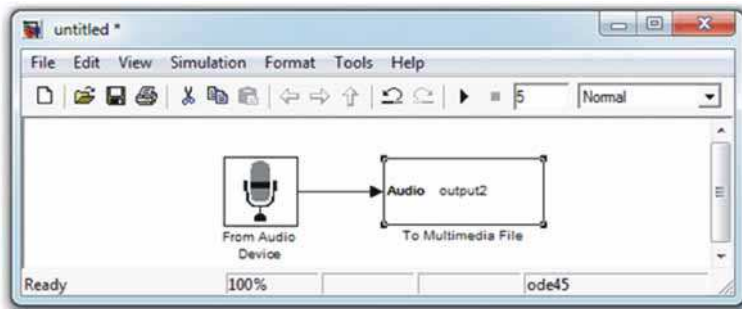 untitled *
File Edit View Simulation Format Tools Help
5 Normal
Audio output2
From Audio
Device
To Multimedia File
Ready 100% ode45